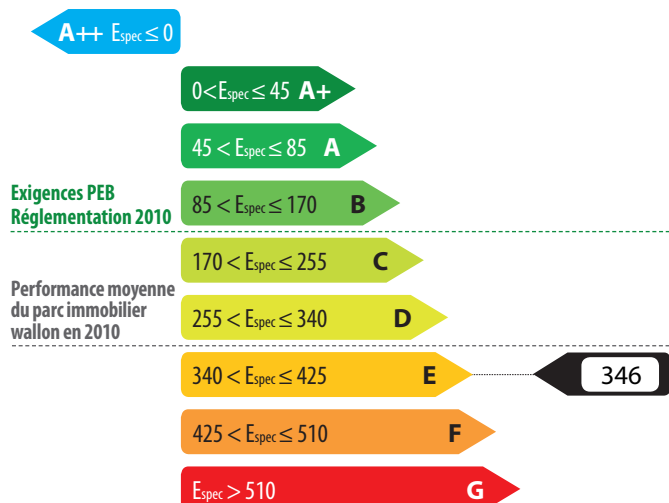 A++ Espec ≤ 0
0 < Espec ≤ 45 A+
45 < Espec ≤ 85 A
Exigences PEB
Réglementation 2010
85 < Espec ≤ 170 B
170 < Espec ≤ 255 C
Performance moyenne
du parc immobilier
wallon en 2010
255 < Espec ≤ 340 D
340 < Espec ≤ 425 E
346
425 < Espec ≤ 510 F
Espec > 510 G